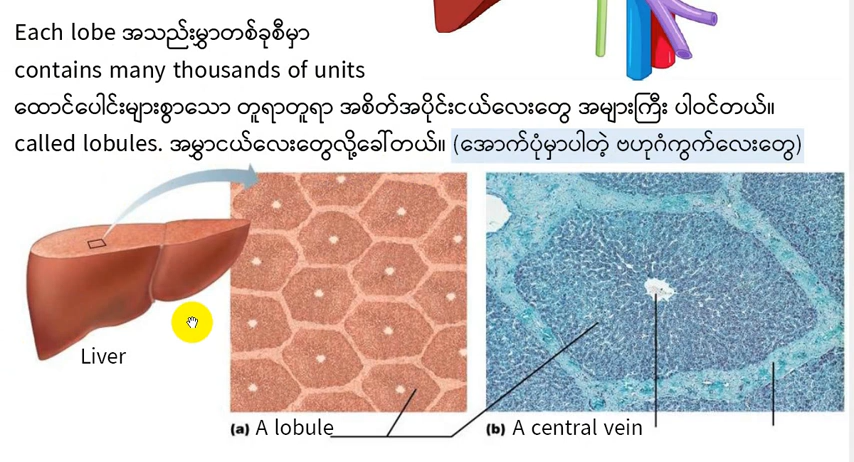 Each lobe အသည်းမွှာတစ်ခုစီမှာ
contains many thousands of units
ထောင်ပေါင်းများစွာသော တူရာတူရာ အစိတ်အပိုင်းငယ်လေးတွေ အများကြီး ပါဝင်တယ်။
called lobules. အမွှာငယ်လေးတွေလို့ခေါ်တယ်။ (အောက်ပုံမှာပါတဲ့ ဗဟုဂံကွက်လေးတွေ)
Liver
(a) A lobule
(b) A central vein